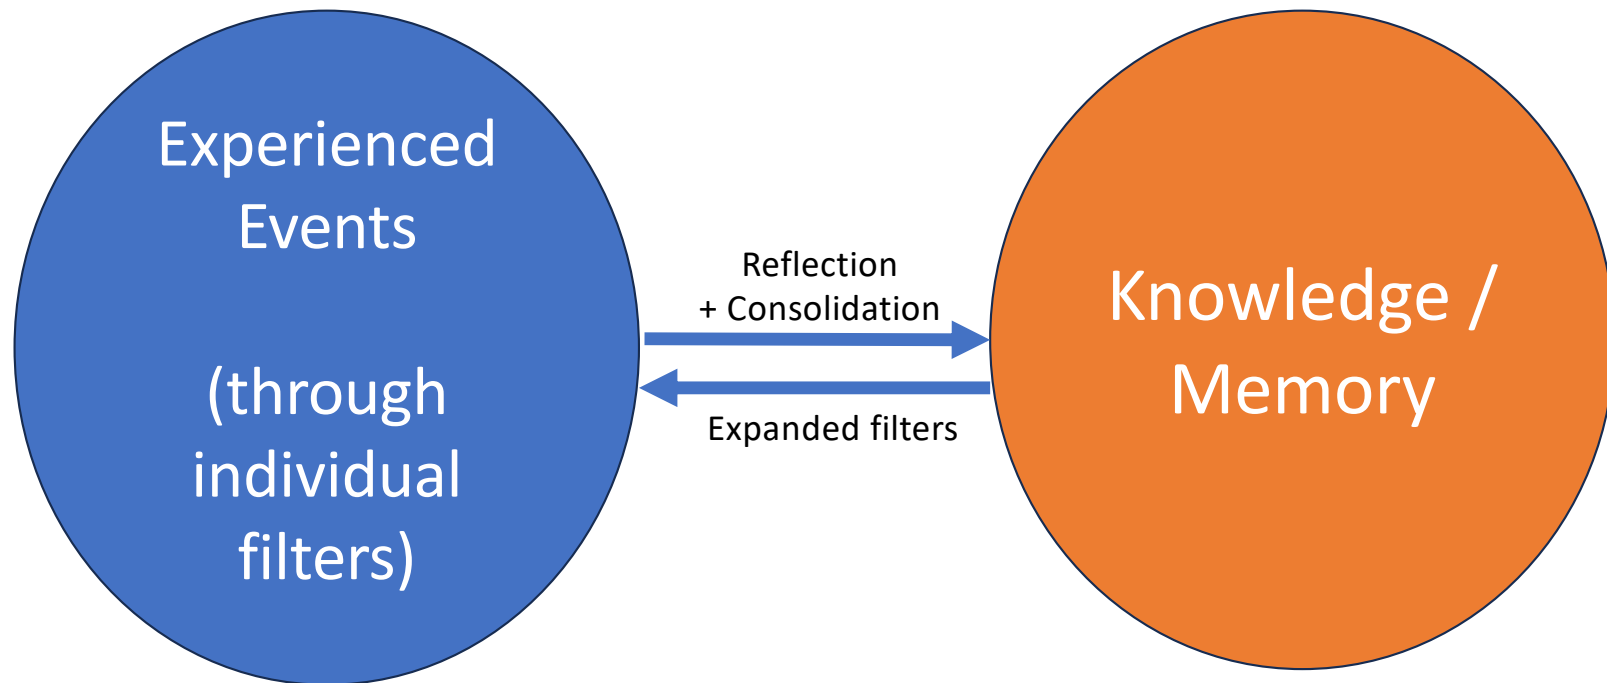 Experienced
Events
(through
individual
filters)
Reflection
+ Consolidation
Expanded filters
Knowledge /
Memory